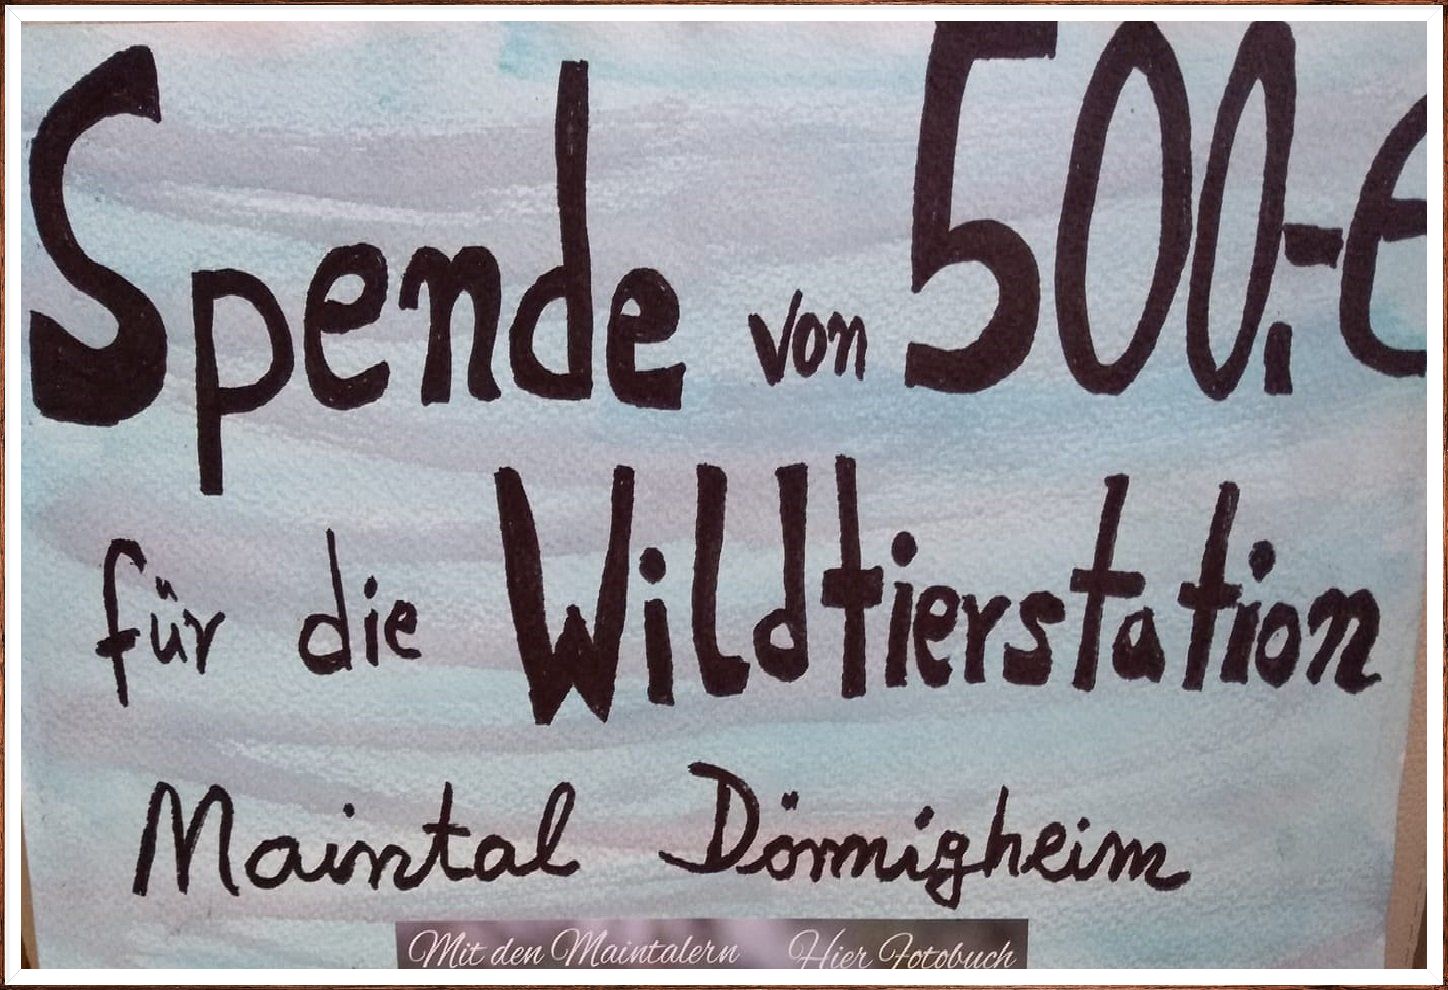 Spende von 500.-€
für die Wildtierstation
Maintal Dörnigheim
Mit den Maintalern Hier Fotobuch